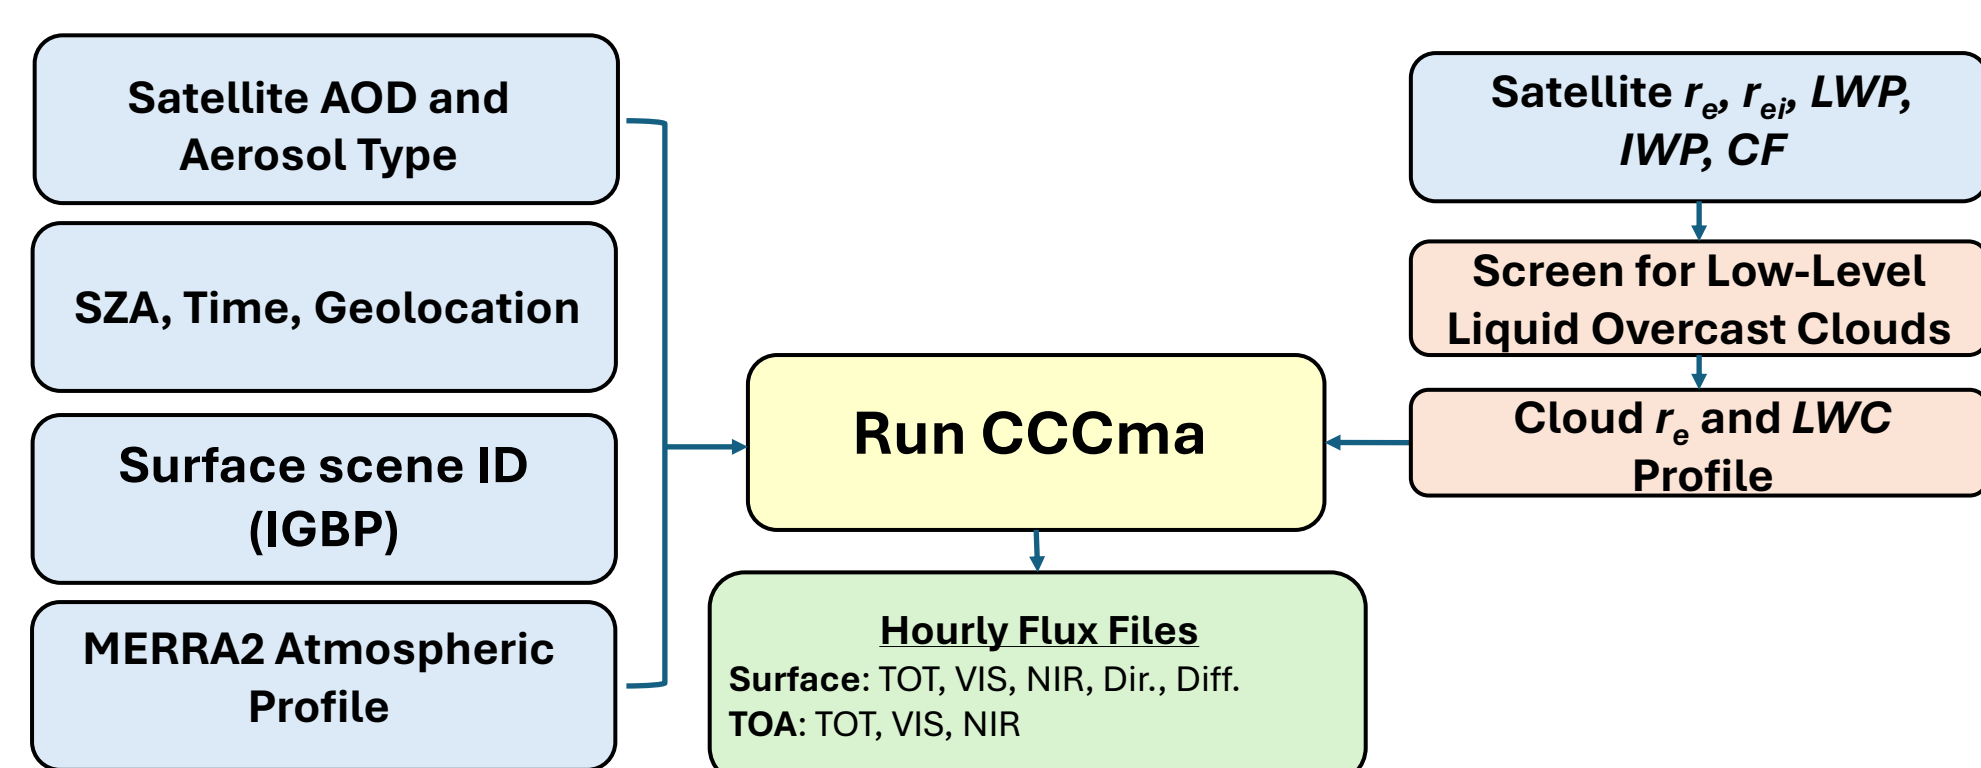 Satellite AOD and
Aerosol Type
SZA, Time, Geolocation
Surface scene ID
(IGBP)
MERRA2 Atmospheric
Profile
Run CCCma
Hourly Flux Files
Surface: TOT, VIS, NIR, Dir., Diff.
TOA: TOT, VIS, NIR
Satellite re, rei, LWP,
IWP, CF
Screen for Low-Level
Liquid Overcast Clouds
Cloud re and LWC
Profile